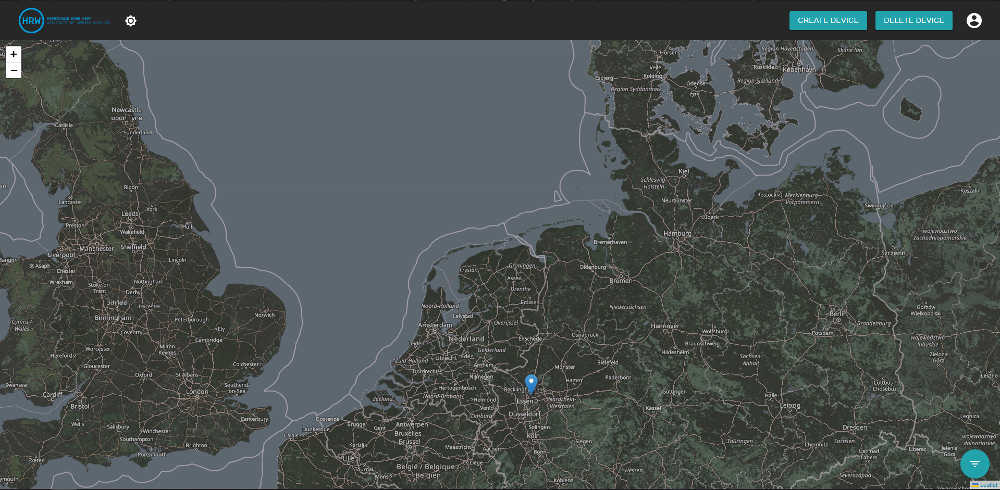 HRW
HOCHSCHULE RUHR WEST
UNIVERSITY OF APPLIED SCIENCES
CREATE DEVICE
DELETE DEVICE
+
−
Horsens
Region Hovedstaden
Skåne län
Vejle
Roskilde
København
Esbjerg
Kolding
Odense
Region Sjælland
Region Syddanmark
Fyn
Newcastle
upon Tyne
Carlisle
Sunderland
Kiel
Schleswig-
Holstein
Ripon
Lancaster
Neumünster
Rostock
Mecklenburg-
Vorpommern
Koszalin
Świnoujście
York
Leeds
Lübeck
Preston
Hull
Wakefield
Hamburg
województwo
zachodniopomorskie
Bremerhaven
Manchester
Sheffield
Liverpool
Szczecin
Bangor
Lincoln
St Asaph
Chester
Groningen
Oldenburg
Fryslân
Wrexham
Assen
Bremen
Stoke-on-
Trent
Nottingham
Drenthe
Derby
Lichfield
Leicester
Emmen
Noord-Holland
Niedersachsen
Gorzów
Wielkopolski
Birmingham
Peterborough
Norwich
Lelystad
Berlin
Cymru /
Wales
Amsterdam
Overijssel
Hannover
Brandenburg
Ely
Coventry
Wolfsburg
Potsdam
Nederland
Enschede
Osnabrück
Cambridge
Leiden
Braunschweig
województwo
lubuskie
Worcester
Milton
Keynes
Gelderland
Hildesheim
Hereford
Utrecht
Ede
Sachsen-
Anhalt
Zielona
Góra
Zuid-Holland
Arnhem
Bielefeld
Münster
Gloucester
Colchester
Dordrecht
Oxford
St Albans
Nijmegen
Paderborn
Leszno
Hamm
Swansea
Southend-
on-Sea
London
's-Hertogenbosch
Recklinghausen
Cottbus
- Chóśebuz
Cardiff
Göttingen
Noord-Brabant
Halle
Zeeland
Helmond
Essen
Nordrhein-
Westfalen
Bristol
Venlo
Kassel
Leipzig
Limburg
Düsseldorf
Canterbury
Oostende
Legnica
Wells
Brugge
Antwerpen
Salisbury
Gent
Solingen
Dresden
Dunkerque
Winchester
Calais
Bruxelles -
Brussel
Köln
Southampton
województwo
dolnośląskie
Thüringen
Sachsen
Siegen
Brighton
Kortrijk
Maastricht
Aachen
Chemnitz
Liberec
Jelenia
Góra
Portsmouth
Bonn
Ústí nad
Labem
Lille
Exeter
Liège
Tournai
België / Belgique /
Belgien
Hessen
Mons
Severozápad
Koblenz
Leaflet